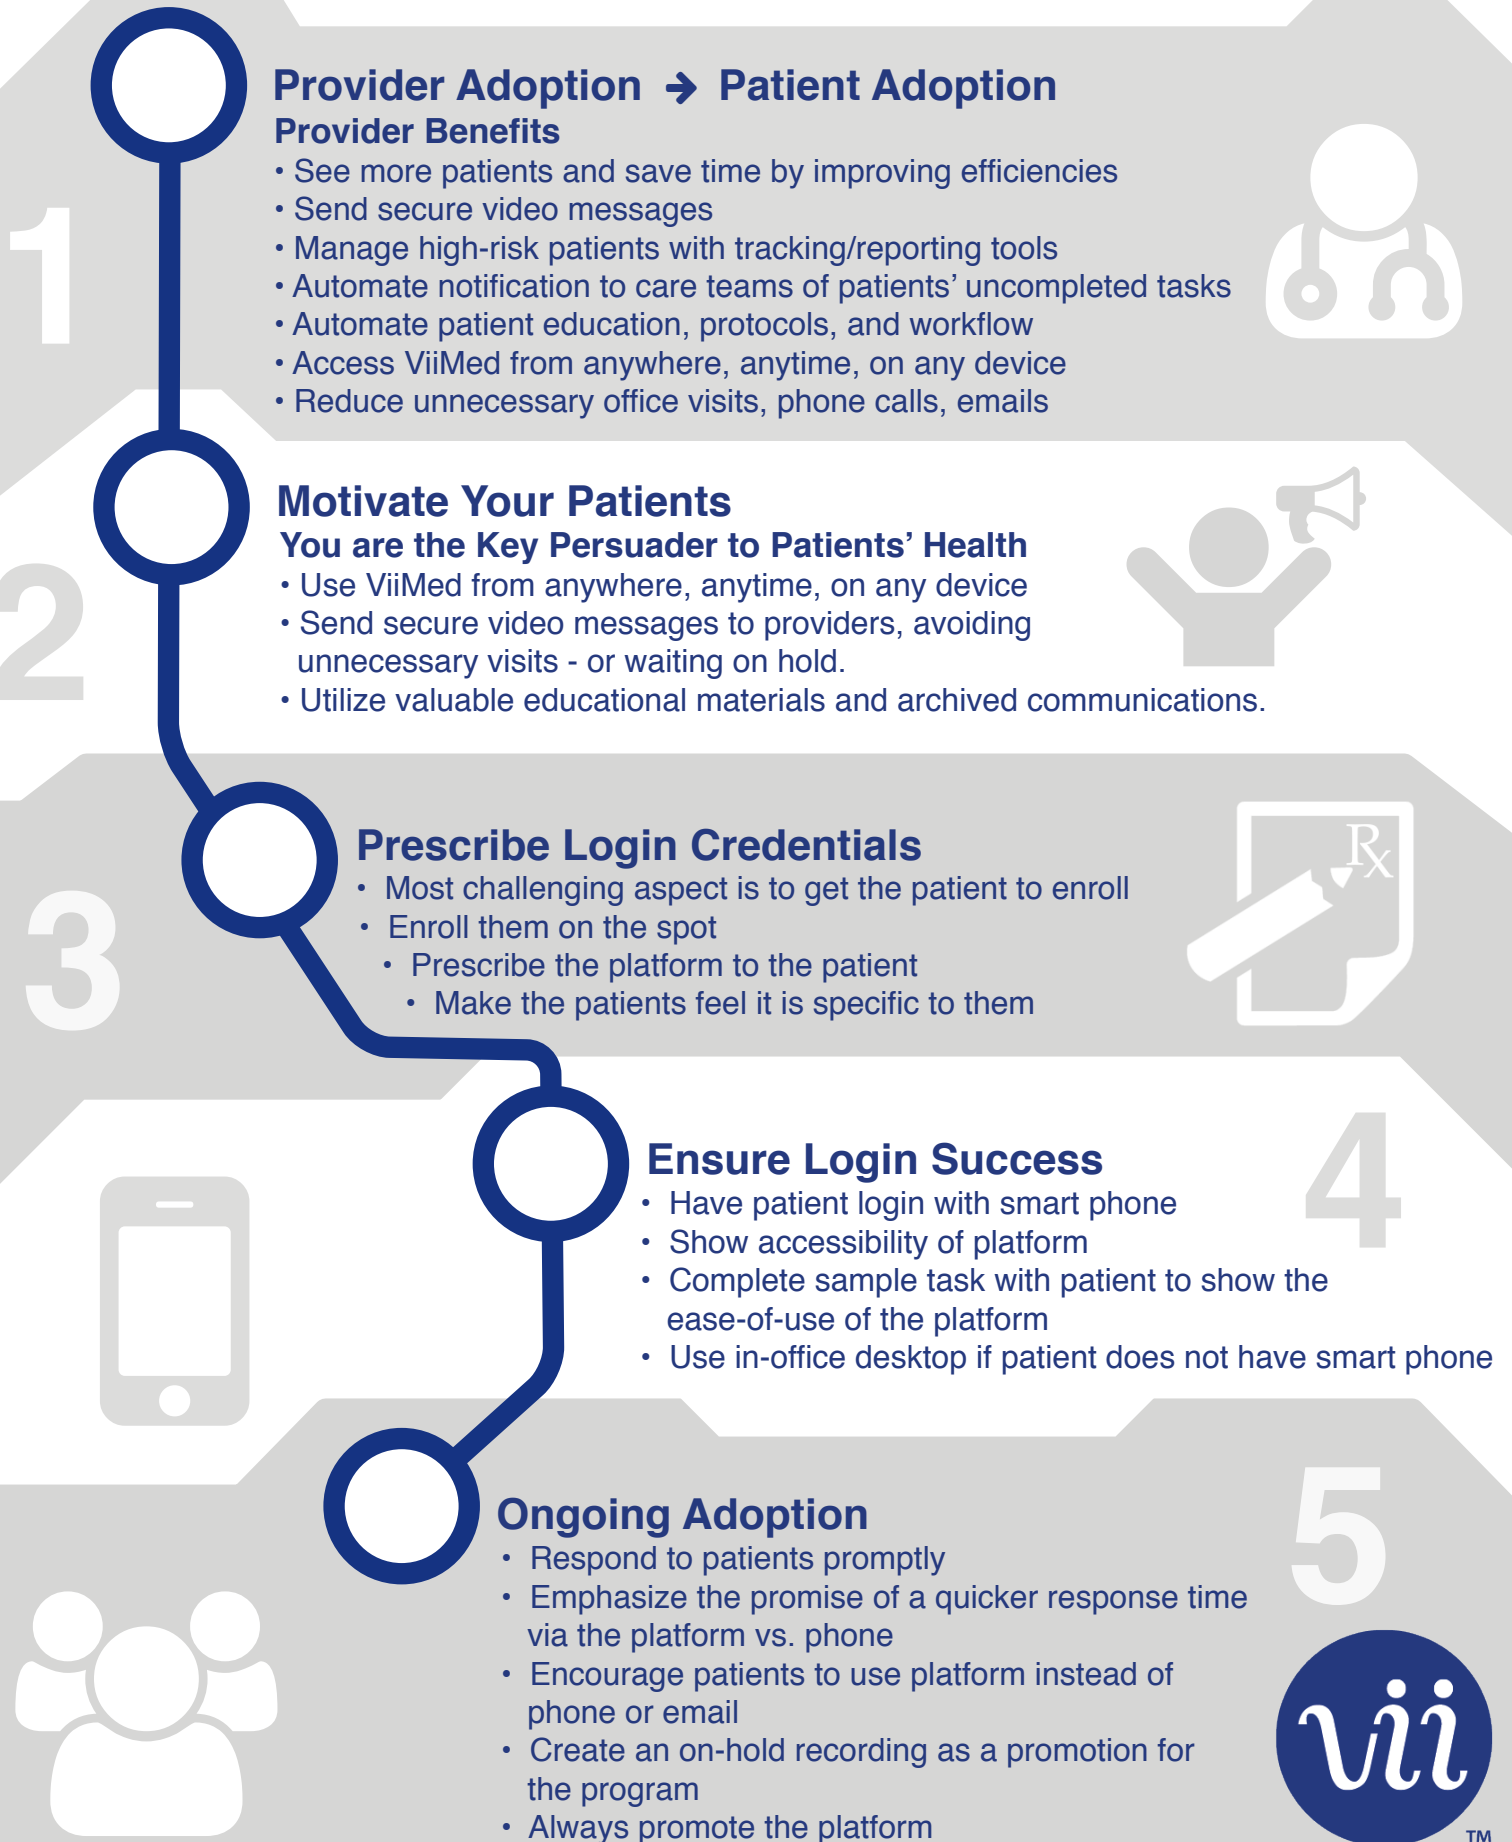 1
Provider Adoption → Patient Adoption
Provider Benefits
• See more patients and save time by improving efficiencies
• Send secure video messages
• Manage high-risk patients with tracking/reporting tools
• Automate notification to care teams of patients’ uncompleted tasks
• Automate patient education, protocols, and workflow
• Access ViiMed from anywhere, anytime, on any device
• Reduce unnecessary office visits, phone calls, emails
2
Motivate Your Patients
You are the Key Persuader to Patients’ Health
• Use ViiMed from anywhere, anytime, on any device
• Send secure video messages to providers, avoiding
unnecessary visits - or waiting on hold.
• Utilize valuable educational materials and archived communications.
3
Prescribe Login Credentials
• Most challenging aspect is to get the patient to enroll
• Enroll them on the spot
• Prescribe the platform to the patient
• Make the patients feel it is specific to them
Rx
4
Ensure Login Success
• Have patient login with smart phone
• Show accessibility of platform
• Complete sample task with patient to show the
ease-of-use of the platform
• Use in-office desktop if patient does not have smart phone
5
Ongoing Adoption
• Respond to patients promptly
• Emphasize the promise of a quicker response time
via the platform vs. phone
• Encourage patients to use platform instead of
phone or email
• Create an on-hold recording as a promotion for
the program
• Always promote the platform
vii
TM